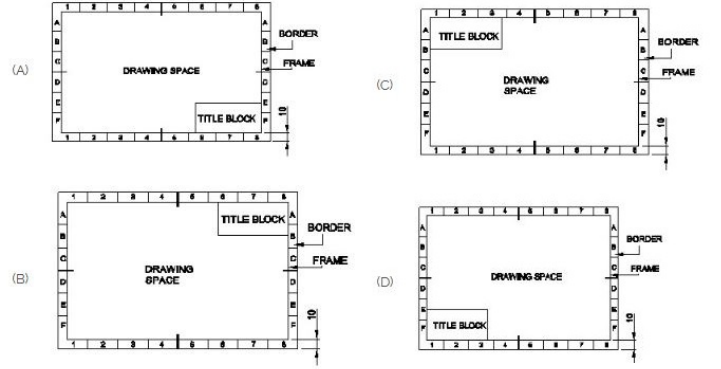 (A)
1 2 3 4 5 6 7 8
A A
B B
BORDER
C C
DRAWING SPACE
FRAME
D D
E E
TITLE BLOCK
F F
10
1 2 3 4 5 6 7 8
(B)
1 2 3 4 5 6 7 8
A A
TITLE BLOCK
B B
BORDER
C C
DRAWING
SPACE
FRAME
D D
E E
F F
10
1 2 3 4 5 6 7 8
(C)
1 2 3 4 5 6 7 8
A A
TITLE BLOCK
B B
BORDER
C C
DRAWING
SPACE
FRAME
D D
E E
F F
10
1 2 3 4 5 6 7 8
(D)
1 2 3 4 5 6 7 8
A A
B B
BORDER
C C
DRAWING SPACE
FRAME
D D
E E
TITLE BLOCK
F F
10
1 2 3 4 5 6 7 8